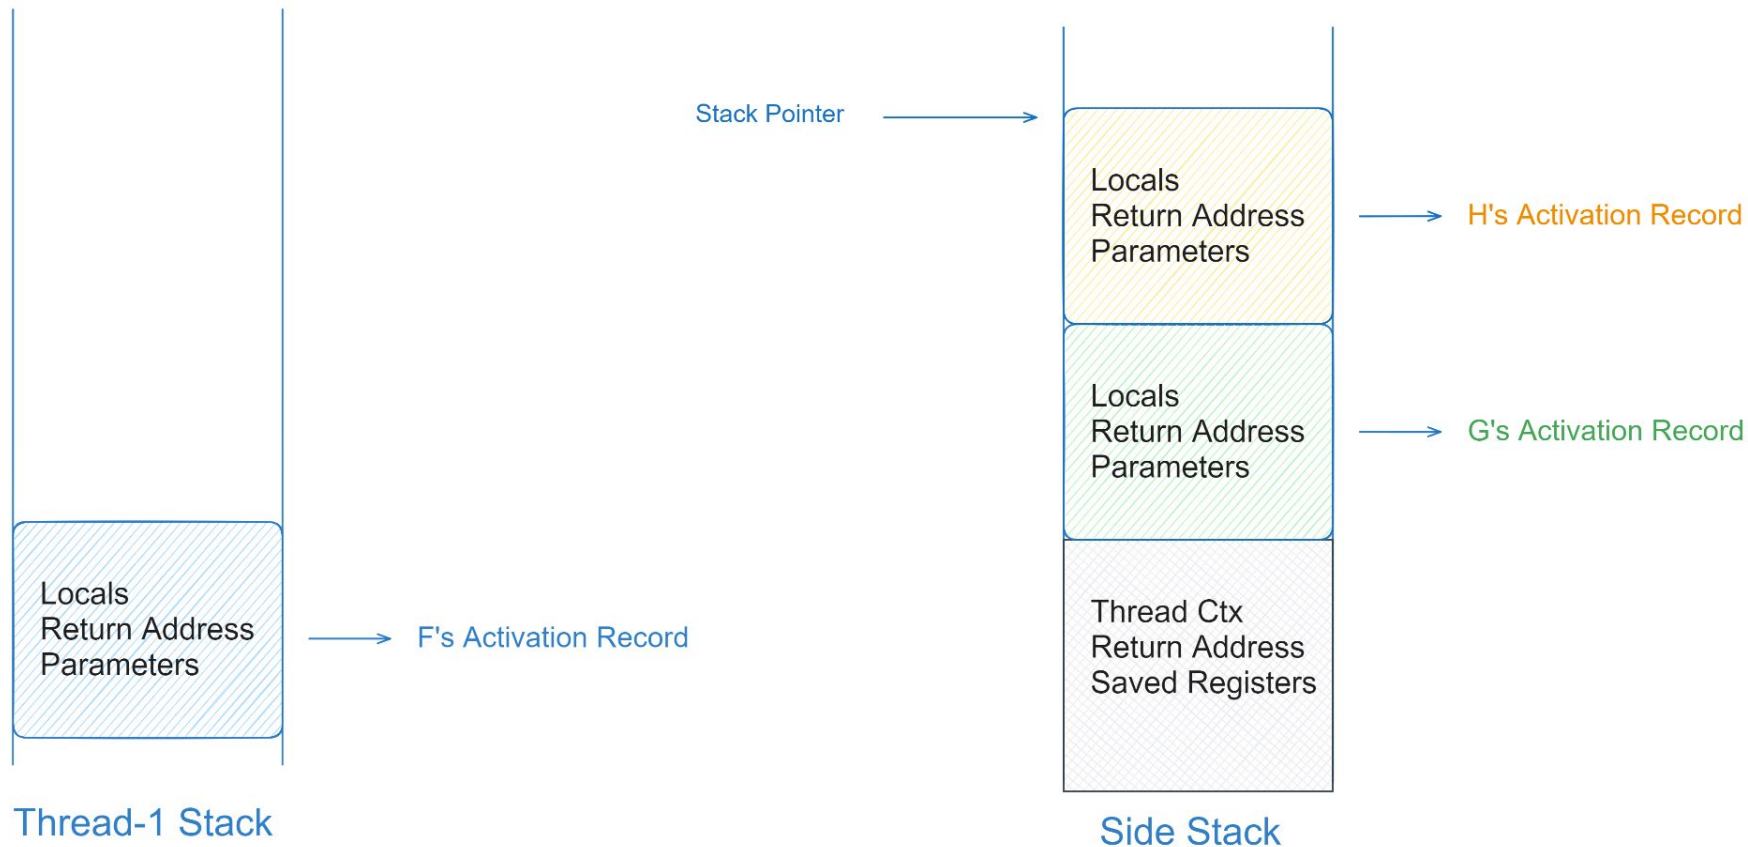 Stack Pointer
Locals
Return Address
Parameters
H's Activation Record
Locals
Return Address
Parameters
G's Activation Record
Locals
Return Address
Parameters
F's Activation Record
Thread Ctx
Return Address
Saved Registers
Thread-1 Stack
Side Stack